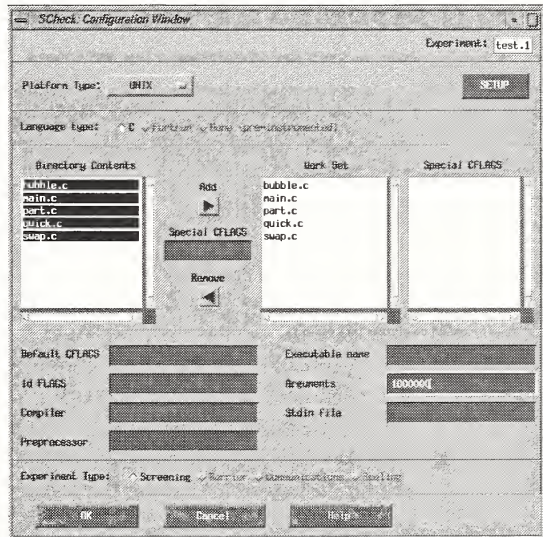 SCheck: Configuration Window
Experiment: test.1
Platform Type: UNIX SETUP
Language type: C Fortran None (pre-instrumented)
Directory Contents Work Set Special CFLAGS
bubble.c Add bubble.c
main.c main.c
part.c part.c
quick.c Special CFLAGS quick.c
swap.c swap.c
Remove
Default CFLAGS Executable name
ld FLAGS Arguments 1000000
Compiler Stdin file
Preprocessor
Experiment Type: Screening Barrier Communications Scaling
OK Cancel Help